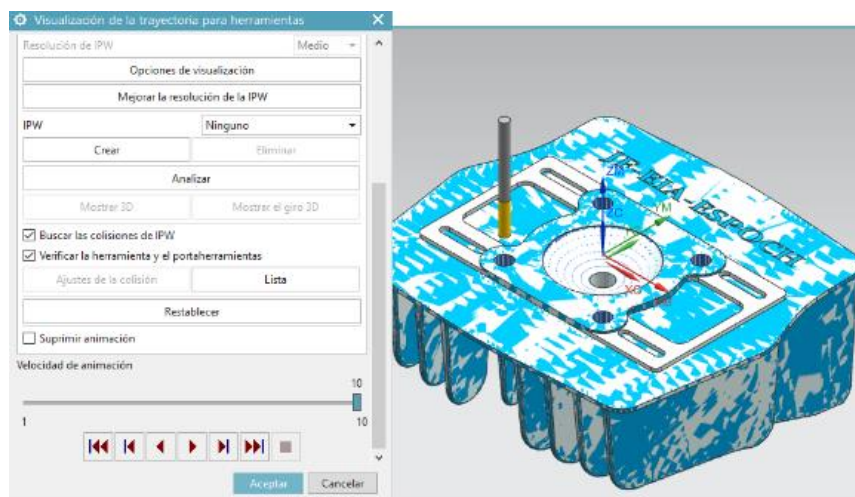 Visualización de la trayectoria para herramientas
Resolución de IPW Medio
Opciones de visualización
Mejorar la resolución de la IPW
IPW Ninguno
Crear Eliminar
Analizar
Mostrar 3D Mostrar el giro 3D
Buscar las colisiones de IPW
Verificar la herramienta y el portaherramientas
Ajustes de la colisión Lista
Restablecer
Suprimir animación
Velocidad de animación
10
1 10
Aceptar Cancelar
ZM
ZC
YM
XC